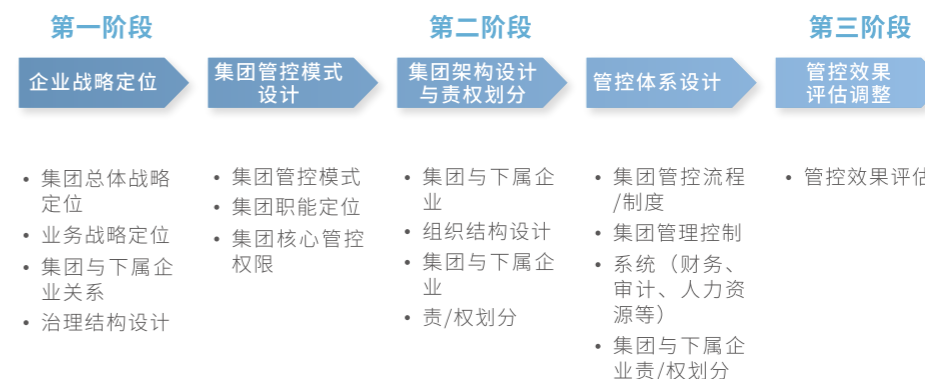 第一阶段
第二阶段
第三阶段
企业战略定位
集团管控模式
设计
集团架构设计
与责权划分
管控体系设计
管控效果
评估调整
• 集团总体战略
定位
• 业务战略定位
• 集团与下属企
业关系
• 治理结构设计
• 集团管控模式
• 集团职能定位
• 集团核心管控
权限
• 集团与下属企
业
• 组织结构设计
• 集团与下属企
业
• 责/权划分
• 集团管控流程
/制度
• 集团管理控制
• 系统（财务、
审计、人力资
源等）
• 集团与下属企
业责/权划分
• 管控效果评估